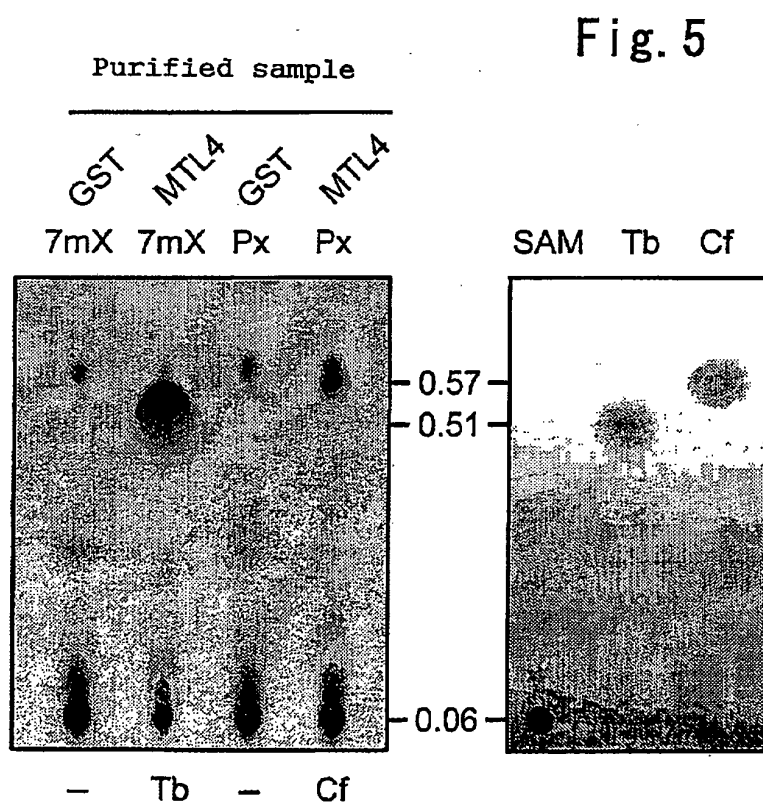 Fig. 5
Purified sample
GST MTL4 GST MTL4
7mX 7mX Px Px
SAM Tb Cf
0.57
0.51
0.06
– Tb – Cf